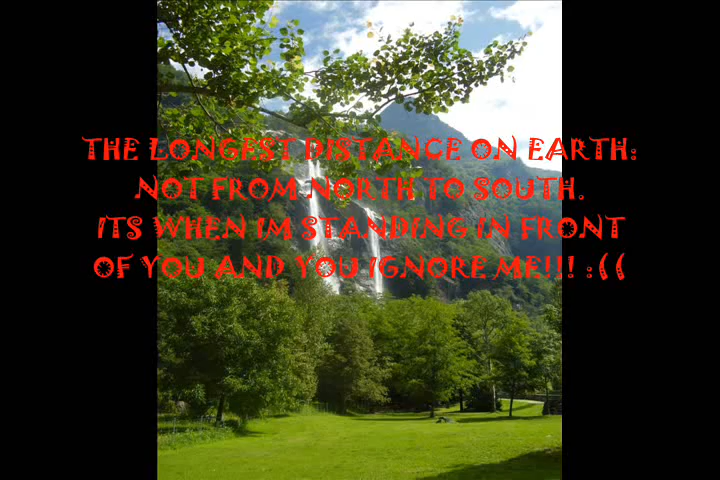 THE LONGEST DISTANCE ON EARTH:
NOT FROM NORTH TO SOUTH.
ITS WHEN IM STANDING IN FRONT
OF YOU AND YOU IGNORE ME!!! :((